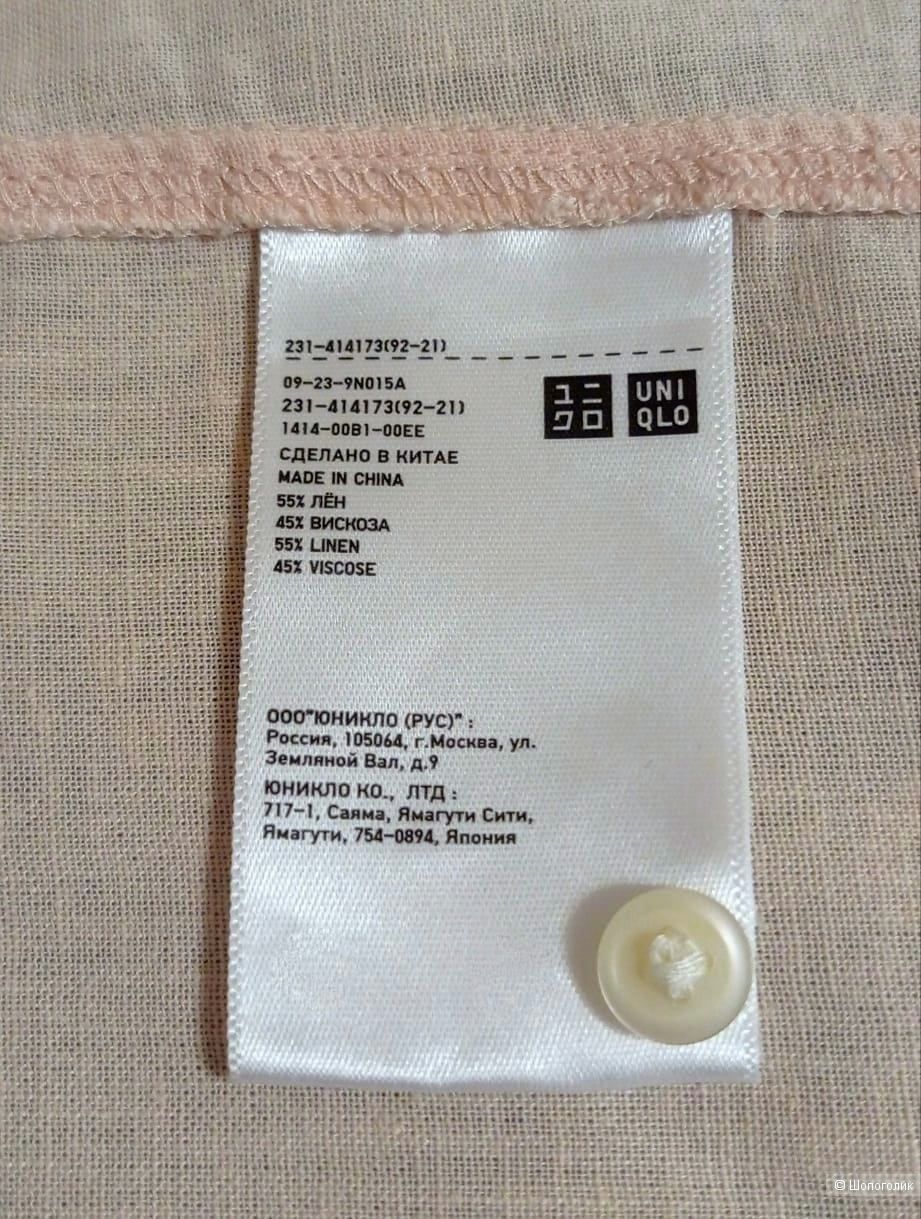 231-414173(92-21)
09-23-9N015A
231-414173(92-21)
1414-00B1-00EE
ユニ
クロ
UNI
QLO
СДЕЛАНО В КИТАЕ
MADE IN CHINA
55% ЛЁН
45% ВИСКОЗА
55% LINEN
45% VISCOSE
ООО"ЮНИКЛО (РУС)" :
Россия, 105064, г.Москва, ул.
Земляной Вал, д.9
ЮНИКЛО КО., ЛТД :
717-1, Саяма, Ямагути Сити,
Ямагути, 754-0894, Япония
© Шопоголик